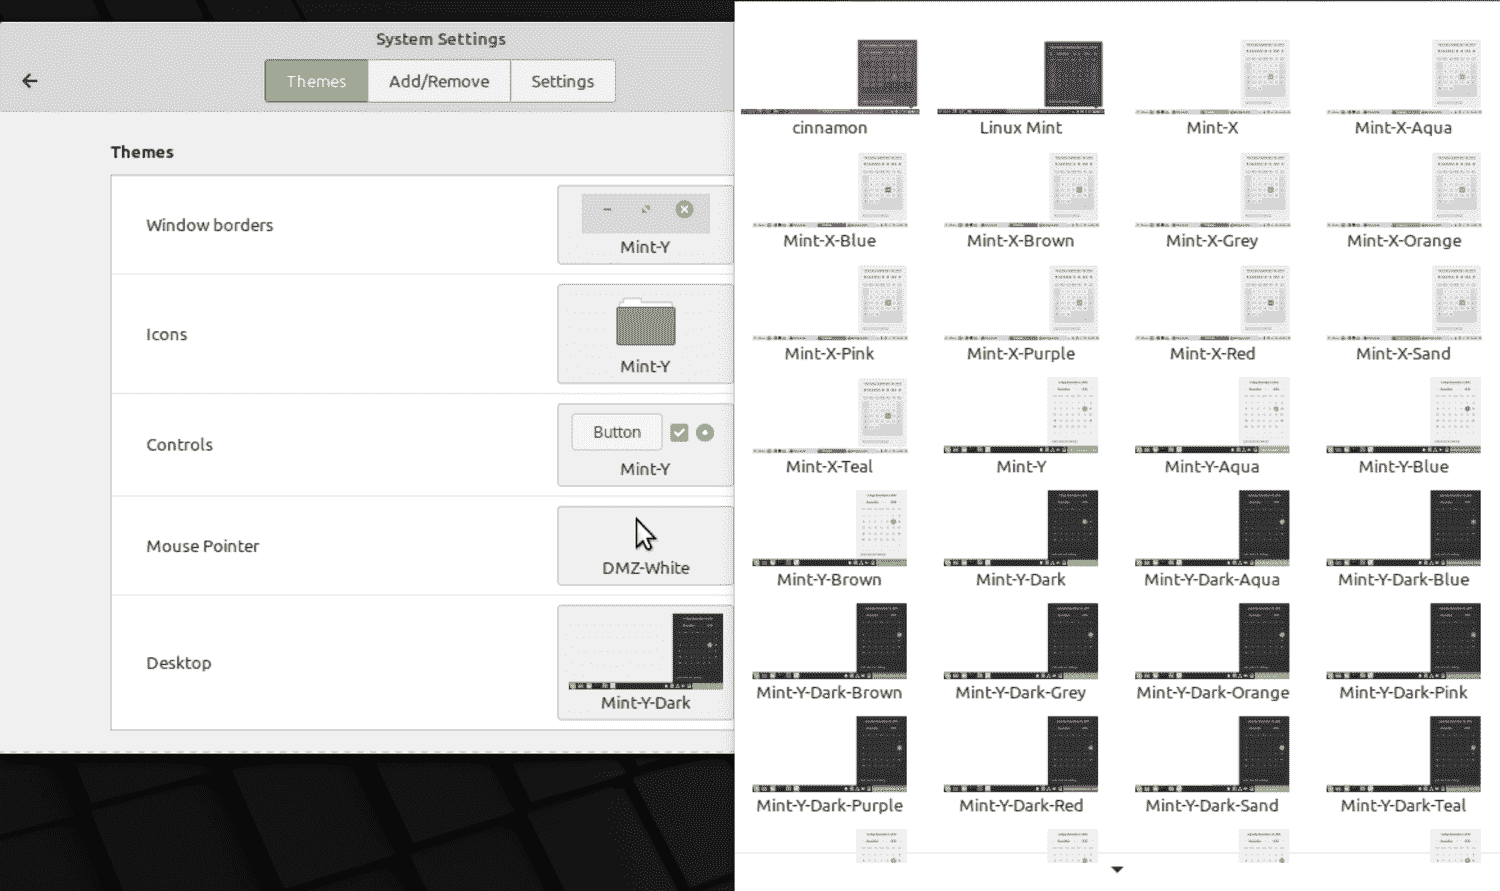 System Settings
Themes
Add/Remove
Settings
Themes
Window borders
Mint-Y
Icons
Mint-Y
Controls
Button
Mint-Y
Mouse Pointer
DMZ-White
Desktop
Mint-Y-Dark
cinnamon
Linux Mint
Mint-X
Mint-X-Aqua
Mint-X-Blue
Mint-X-Brown
Mint-X-Grey
Mint-X-Orange
Mint-X-Pink
Mint-X-Purple
Mint-X-Red
Mint-X-Sand
Mint-X-Teal
Mint-Y
Mint-Y-Aqua
Mint-Y-Blue
Mint-Y-Brown
Mint-Y-Dark
Mint-Y-Dark-Aqua
Mint-Y-Dark-Blue
Mint-Y-Dark-Brown
Mint-Y-Dark-Grey
Mint-Y-Dark-Orange
Mint-Y-Dark-Pink
Mint-Y-Dark-Purple
Mint-Y-Dark-Red
Mint-Y-Dark-Sand
Mint-Y-Dark-Teal